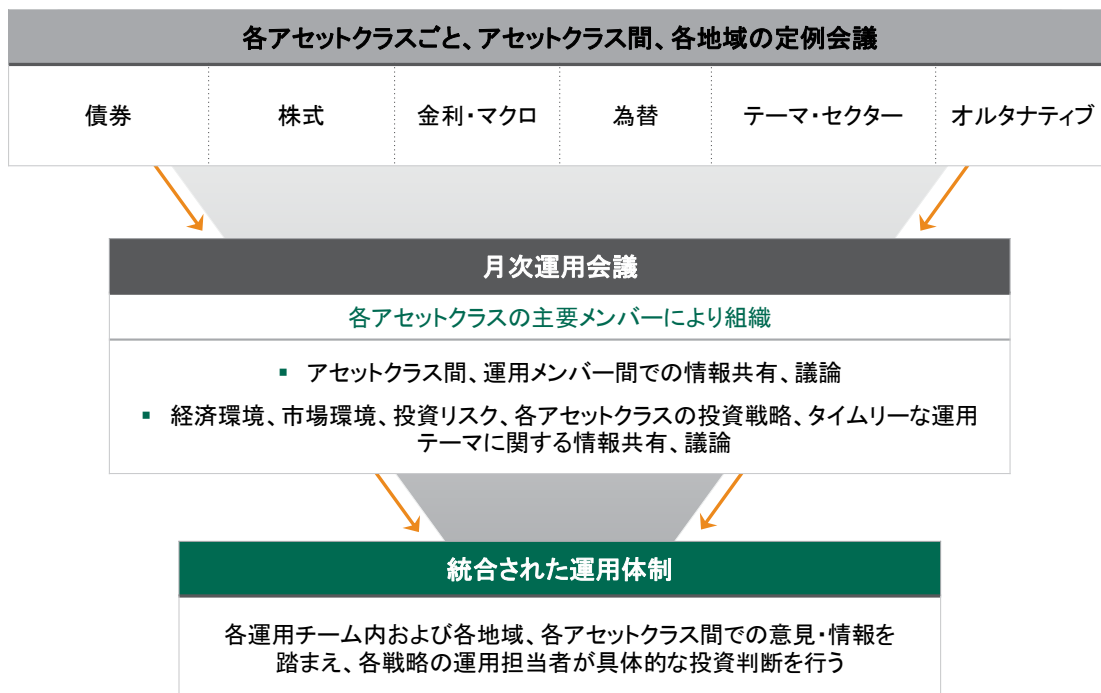 各アセットクラスごと、アセットクラス間、各地域の定例会議
債券
株式
金利・マクロ
為替
テーマ・セクター
オルタナティブ
月次運用会議
各アセットクラスの主要メンバーにより組織
▪ アセットクラス間、運用メンバー間での情報共有、議論
▪ 経済環境、市場環境、投資リスク、各アセットクラスの投資戦略、タイムリーな運用
テーマに関する情報共有、議論
統合された運用体制
各運用チーム内および各地域、各アセットクラス間での意見・情報を
踏まえ、各戦略の運用担当者が具体的な投資判断を行う